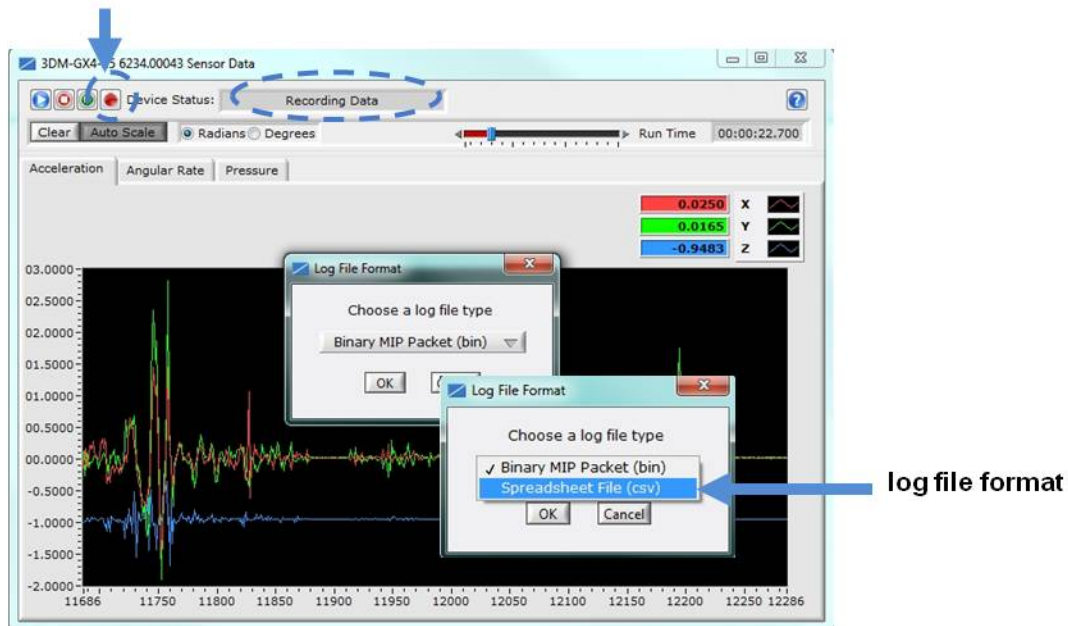 3DM-GX4-25 6234.00043 Sensor Data
Device Status: Recording Data
Clear Auto Scale Radians Degrees Run Time 00:00:22.700
Acceleration Angular Rate Pressure
0.0250 X
0.0165 Y
-0.9483 Z
Log File Format
Choose a log file type
Binary MIP Packet (bin)
OK
Log File Format
Choose a log file type
✓ Binary MIP Packet (bin)
Spreadsheet File (csv)
OK Cancel
log file format
03.0000
02.5000
02.0000
01.5000
01.0000
00.5000
00.0000
-0.5000
-1.0000
-1.5000
-2.0000
11686 11750 11800 11850 11900 11950 12000 12050 12100 12150 12200 12250 12286